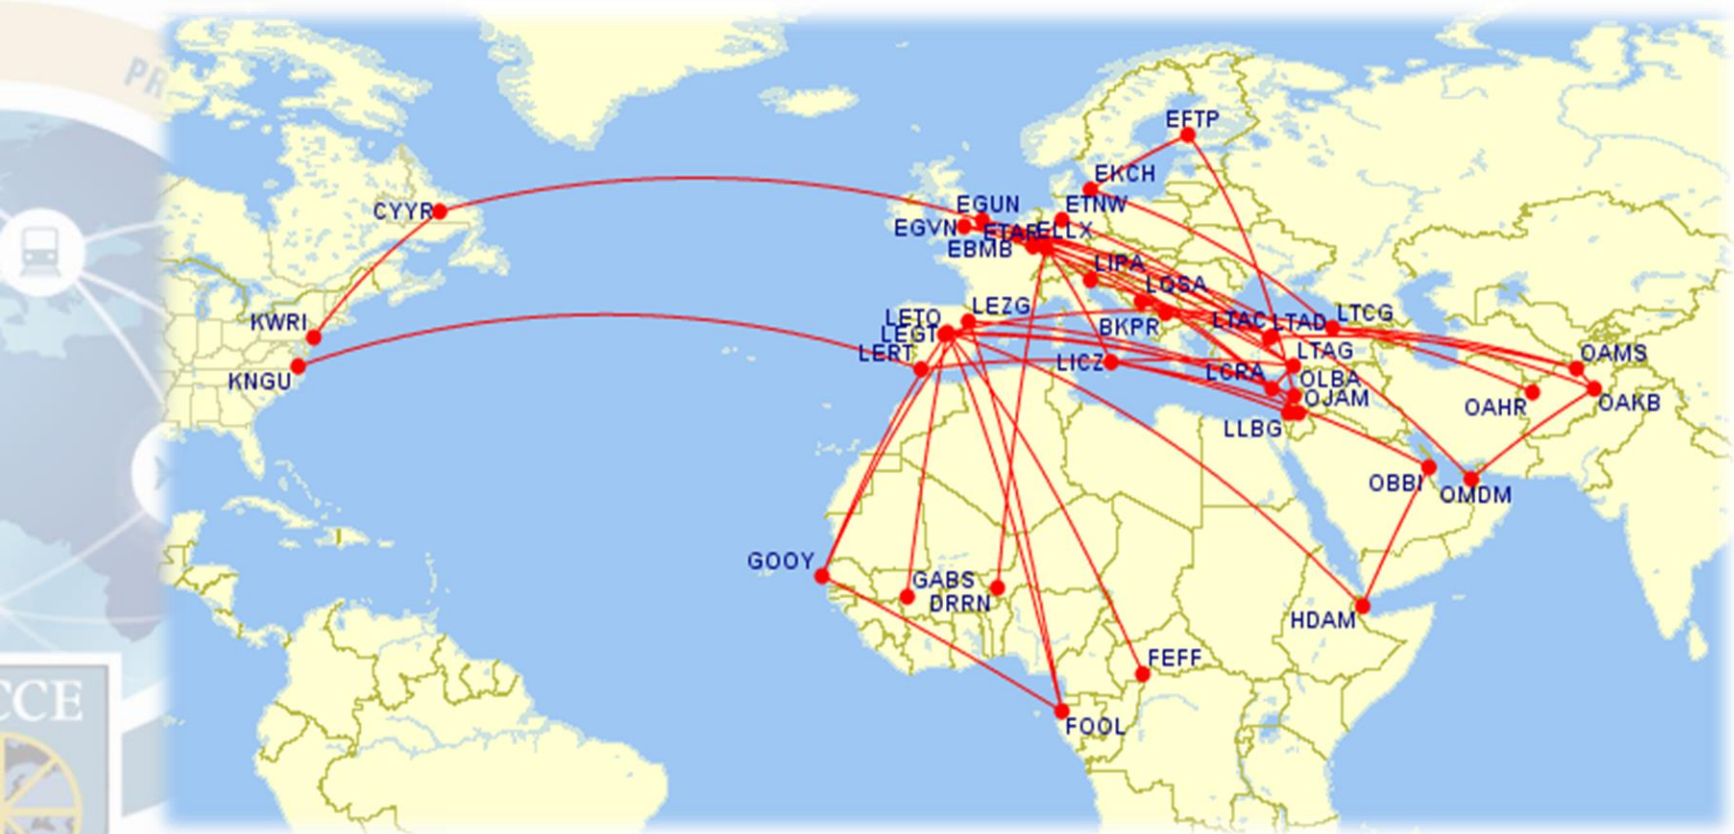 PR
EFTP
EKCH
CYYR
EGUN
ETNW
EGVN
ETAR
ELLX
EBMB
LIPA
LQSA
LEZG
LETO
KWRI
BKPR
LTAC
LTAD
LTCG
LEGT
LERT
LICZ
LTAG
OAMS
KNGU
LCRA
OLBA
OJAM
OAHR
OAKB
LLBG
OBBI
OMDM
GOOY
GABS
DRRN
HDAM
FEFF
CCE
FOOL